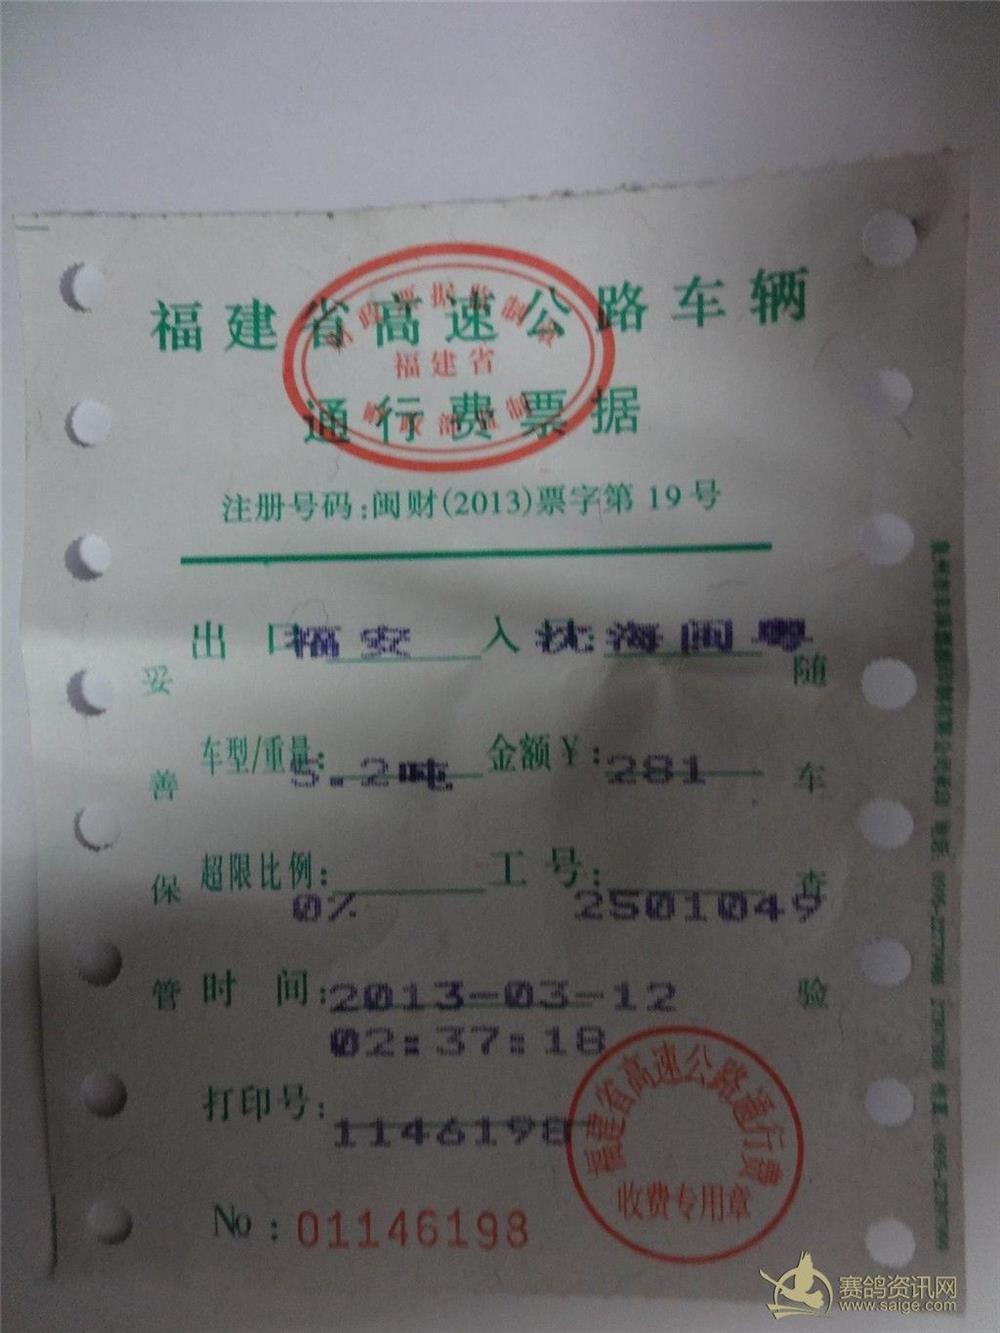 福建省高速公路车辆
通行费票据
福建省
注册号码:闽财(2013)票字第 19 号
出 口 福安 入 沈海闽粤
车型/重量: 5.2吨 金额￥: 281
超限比例: 0% 工 号: 2501049
时 间: 2013-03-12
02:37:18
打印号: 1146198
No : 01146198
妥善保管
随车查验
福建省高速公路通行费
收费专用章
赛鸽资讯网
www.saige.com